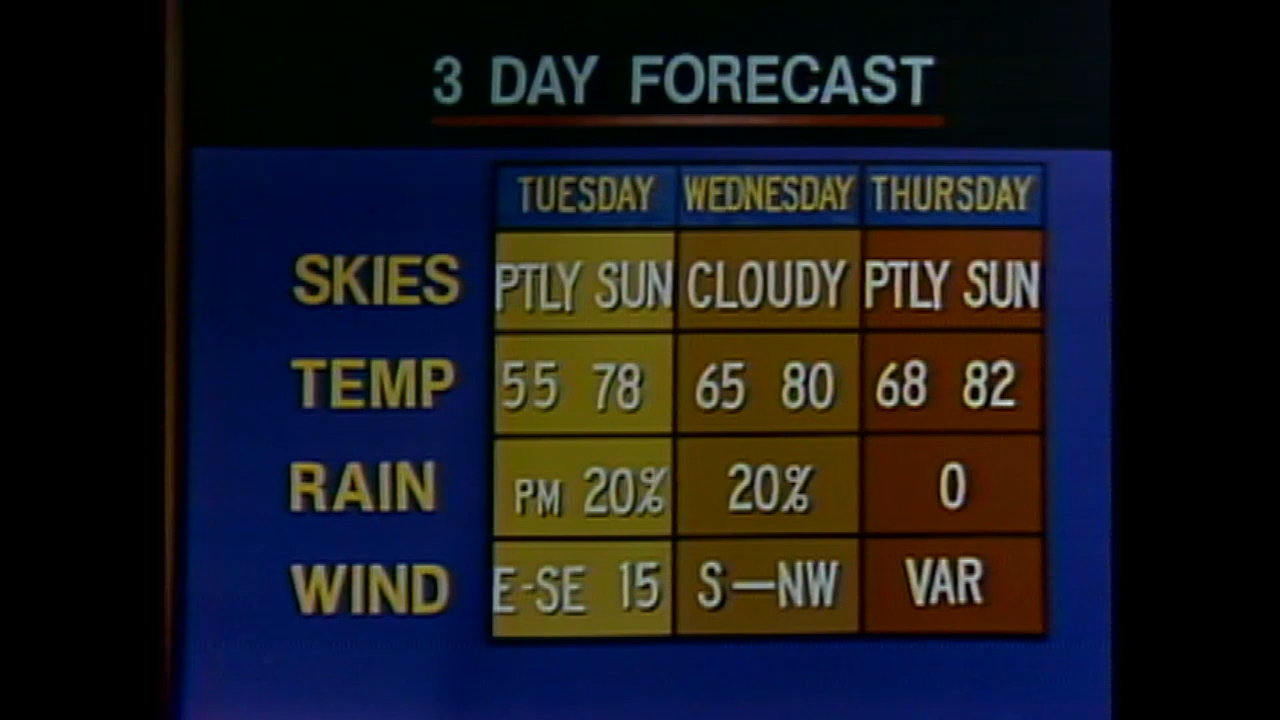 3 DAY FORECAST
TUESDAY WEDNESDAY THURSDAY
SKIES PTLY SUN CLOUDY PTLY SUN
TEMP 55 78 65 80 68 82
RAIN PM 20% 20% 0
WIND E-SE 15 S—NW VAR